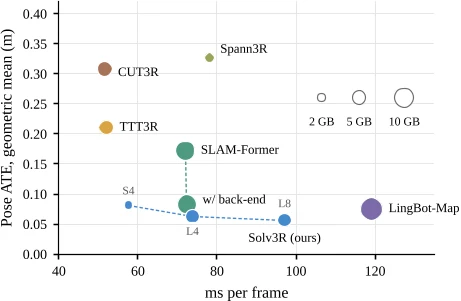 0.40
0.35
0.30
0.25
0.20
0.15
0.10
0.05
0.00
Pose ATE, geometric mean (m)
Spann3R
CUT3R
2 GB 5 GB 10 GB
TTT3R
SLAM-Former
S4
w/ back-end
L8
LingBot-Map
L4
Solv3R (ours)
40 60 80 100 120
ms per frame